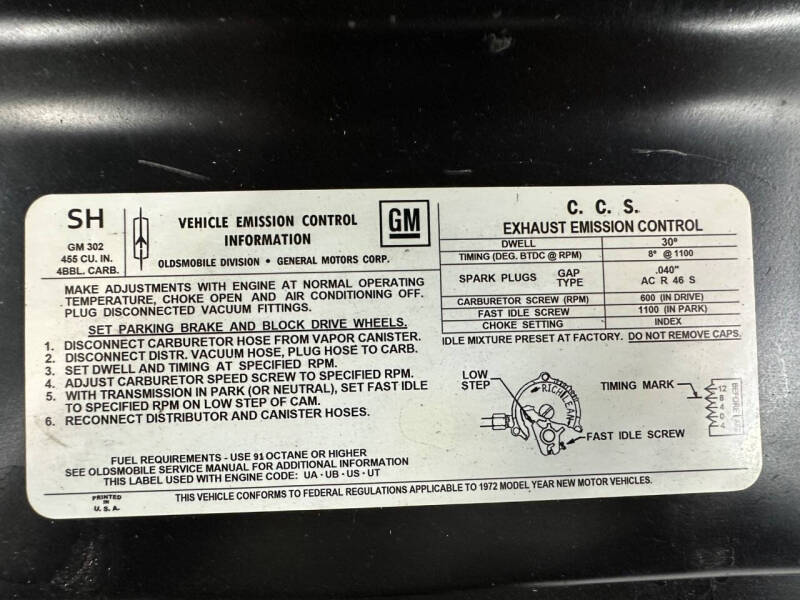 SH
GM 302
455 CU. IN.
4BBL. CARB.
VEHICLE EMISSION CONTROL
INFORMATION
OLDSMOBILE DIVISION • GENERAL MOTORS CORP.
GM
MAKE ADJUSTMENTS WITH ENGINE AT NORMAL OPERATING
TEMPERATURE, CHOKE OPEN AND AIR CONDITIONING OFF.
PLUG DISCONNECTED VACUUM FITTINGS.
SET PARKING BRAKE AND BLOCK DRIVE WHEELS.
1. DISCONNECT CARBURETOR HOSE FROM VAPOR CANISTER.
2. DISCONNECT DISTR. VACUUM HOSE, PLUG HOSE TO CARB.
3. SET DWELL AND TIMING AT SPECIFIED RPM.
4. ADJUST CARBURETOR SPEED SCREW TO SPECIFIED RPM.
5. WITH TRANSMISSION IN PARK (OR NEUTRAL), SET FAST IDLE
TO SPECIFIED RPM ON LOW STEP OF CAM.
6. RECONNECT DISTRIBUTOR AND CANISTER HOSES.
FUEL REQUIREMENTS - USE 91 OCTANE OR HIGHER
SEE OLDSMOBILE SERVICE MANUAL FOR ADDITIONAL INFORMATION
THIS LABEL USED WITH ENGINE CODE: UA - UB - US - UT
C. C. S.
EXHAUST EMISSION CONTROL
DWELL 30°
TIMING (DEG. BTDC @ RPM) 8° @ 1100
SPARK PLUGS GAP .040"
TYPE AC R 46 S
CARBURETOR SCREW (RPM) 600 (IN DRIVE)
FAST IDLE SCREW 1100 (IN PARK)
CHOKE SETTING INDEX
IDLE MIXTURE PRESET AT FACTORY. DO NOT REMOVE CAPS.
LOW
STEP
RICH LEAN
FAST IDLE SCREW
TIMING MARK
12
8
4
0
4
BEFORE
PRINTED
IN
U. S. A.
THIS VEHICLE CONFORMS TO FEDERAL REGULATIONS APPLICABLE TO 1972 MODEL YEAR NEW MOTOR VEHICLES.